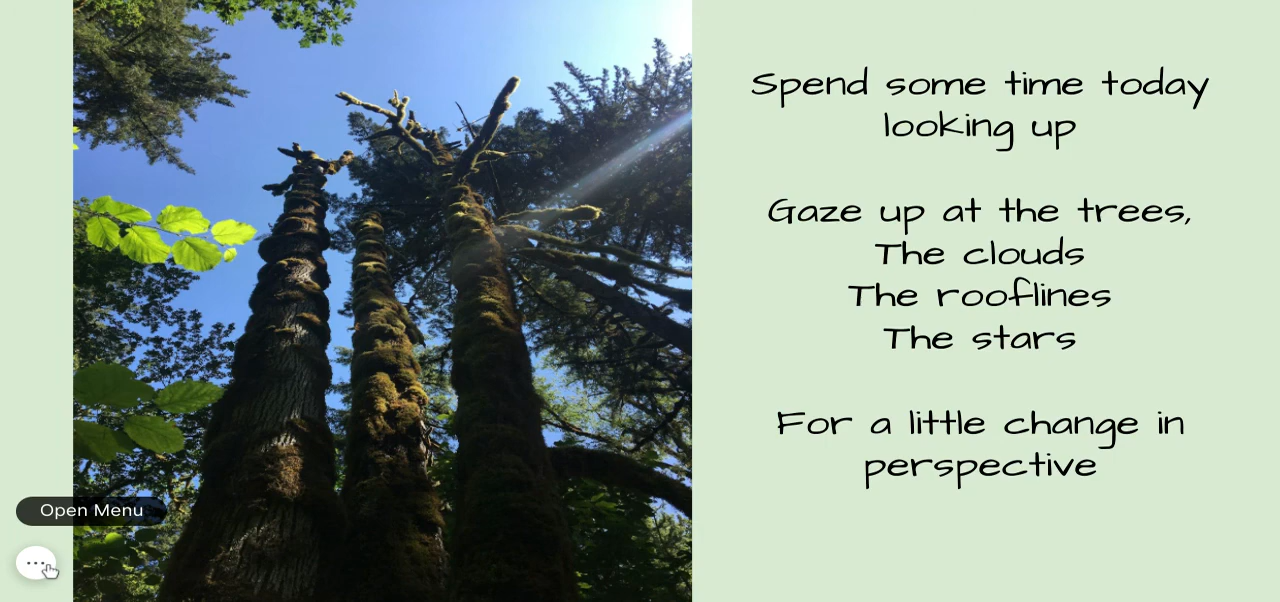 Spend some time today
looking up
Gaze up at the trees,
The clouds
The rooflines
The stars
For a little change in
perspective
Open Menu